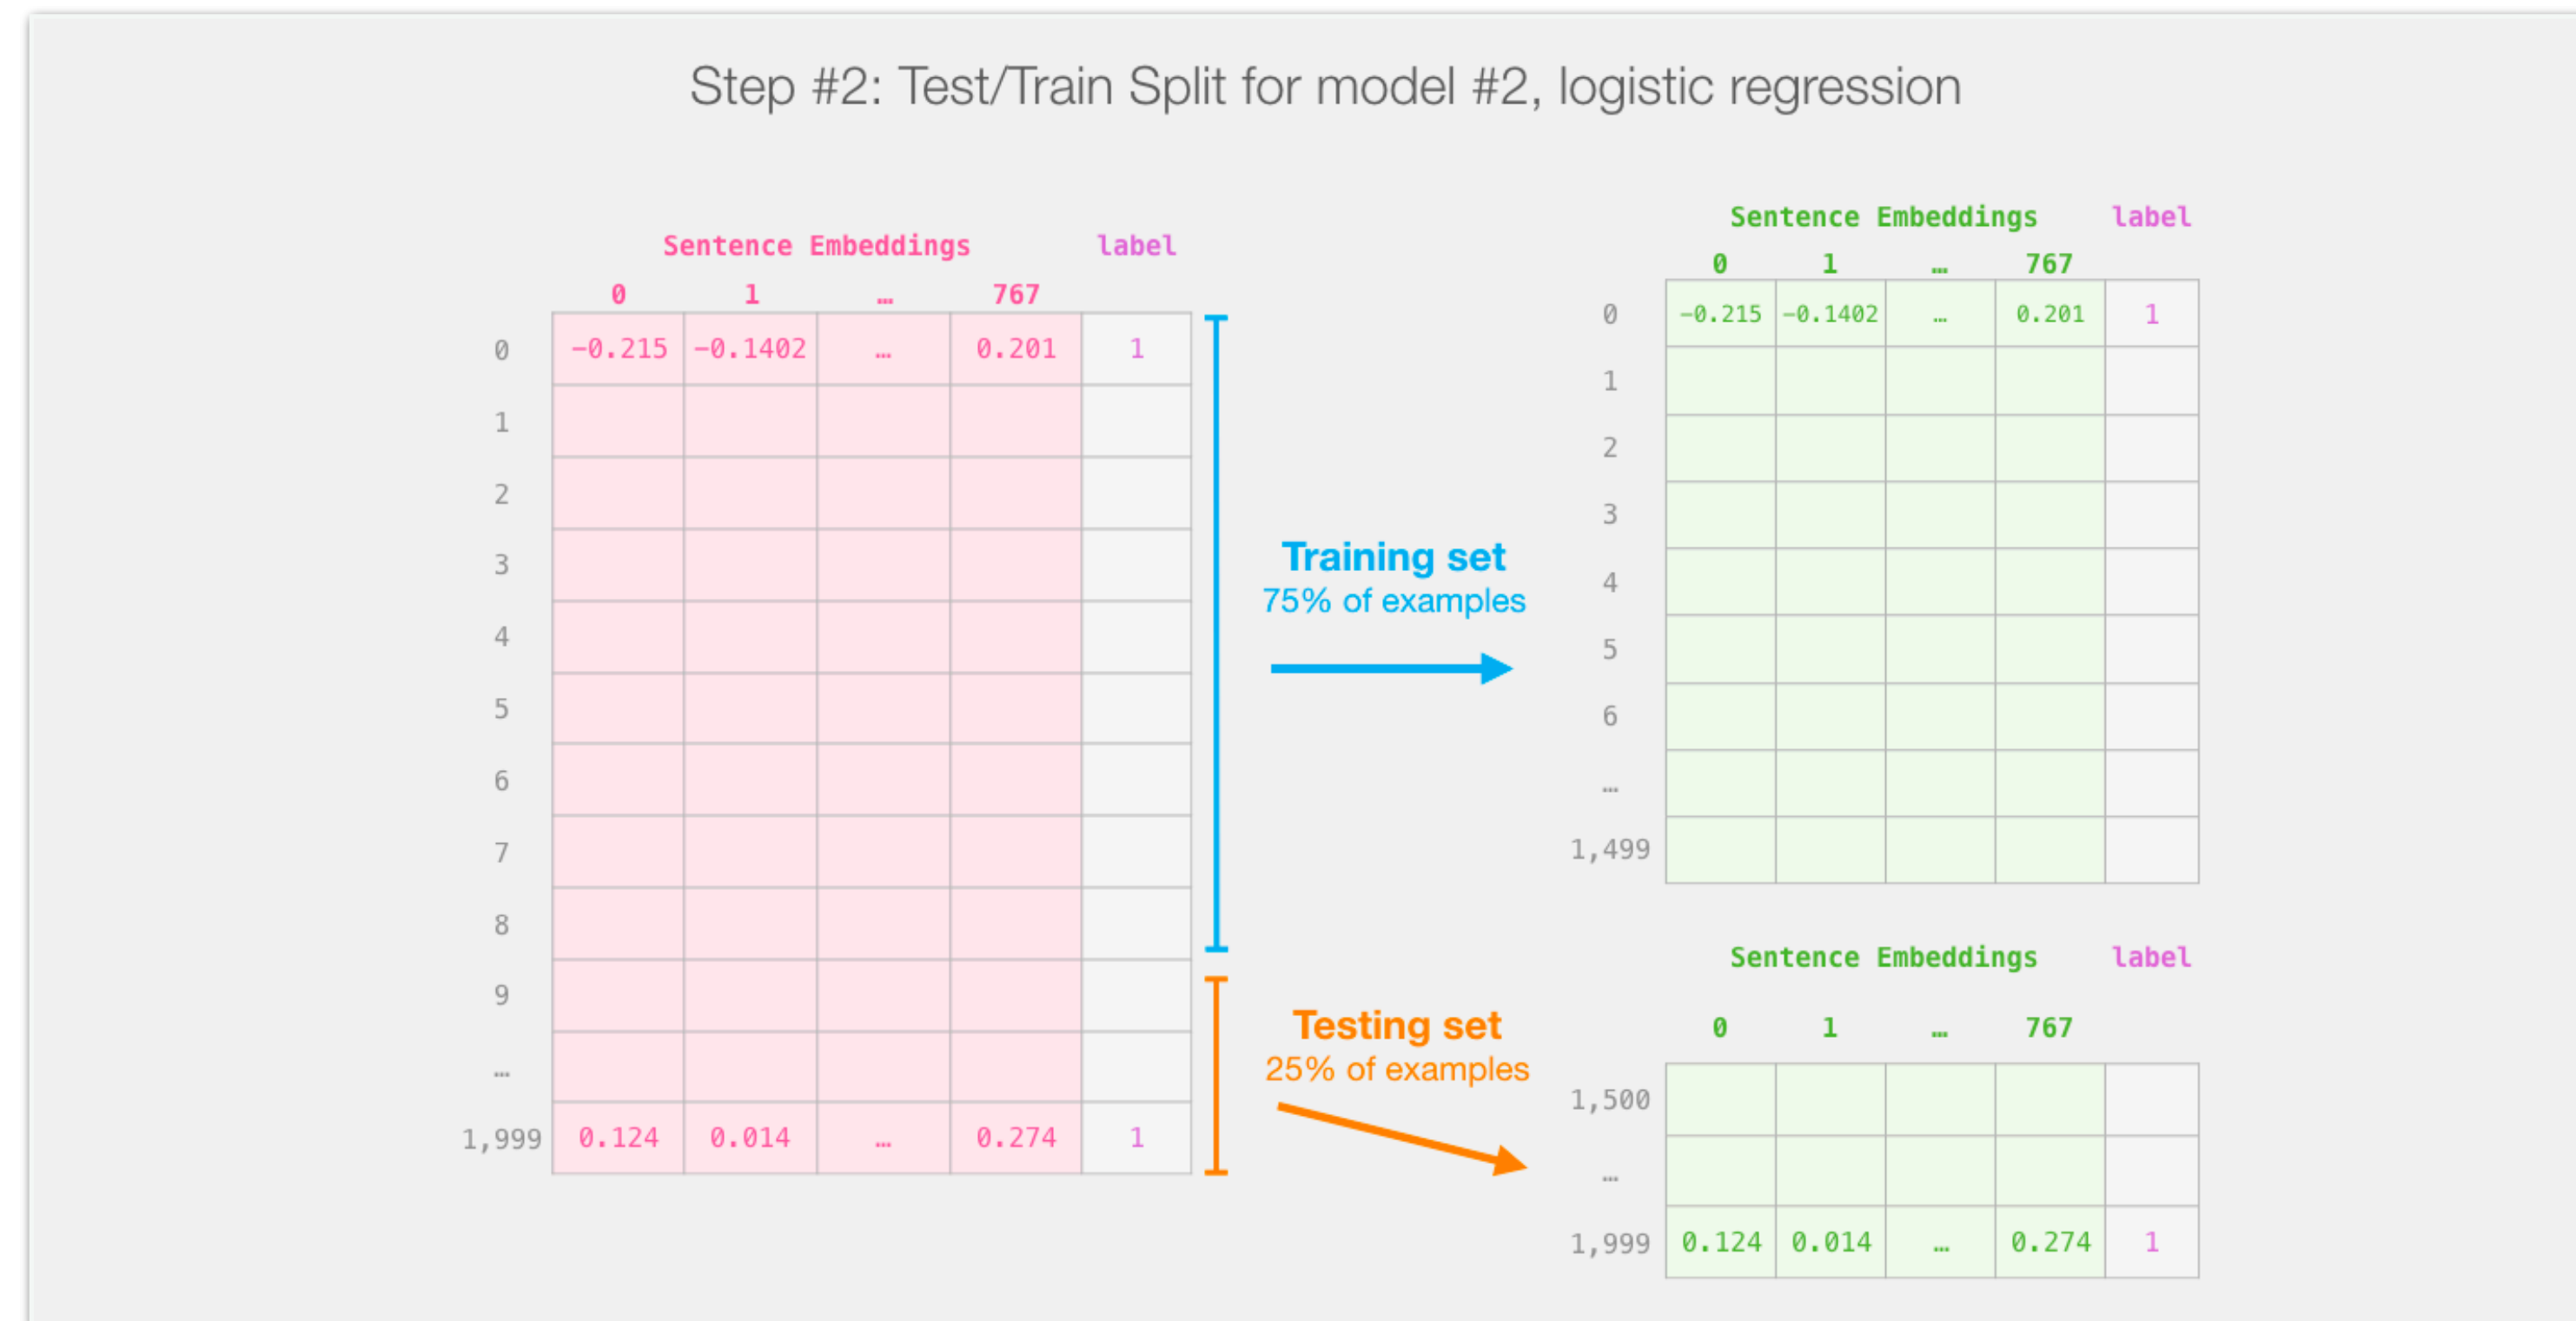 Step #2: Test/Train Split for model #2, logistic regression
Sentence Embeddings label
0 1 … 767
0 −0.215 −0.1402 … 0.201 1
1
2
3
4
5
6
7
8
9
…
1,999 0.124 0.014 … 0.274 1
Training set
75% of examples
Testing set
25% of examples
Sentence Embeddings label
0 1 … 767
0 −0.215 −0.1402 … 0.201 1
1
2
3
4
5
6
…
1,499
Sentence Embeddings label
0 1 … 767
1,500
…
1,999 0.124 0.014 … 0.274 1